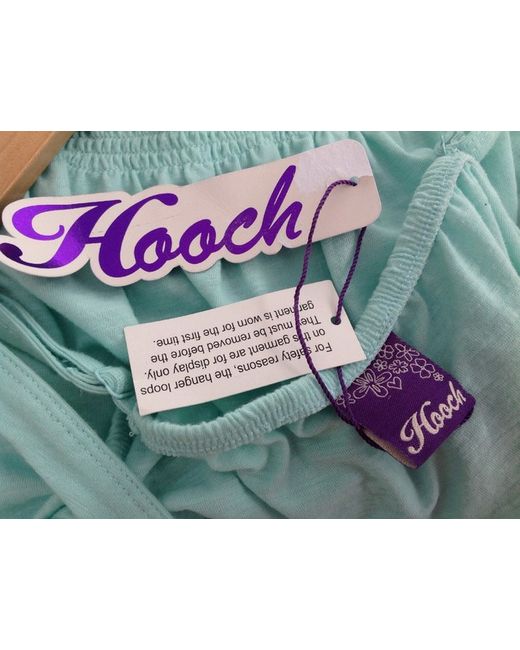 Hooch
For safety reasons, the hanger loops
on this garment are for display only.
They must be removed before the
garment is worn for the first time.
Hooch